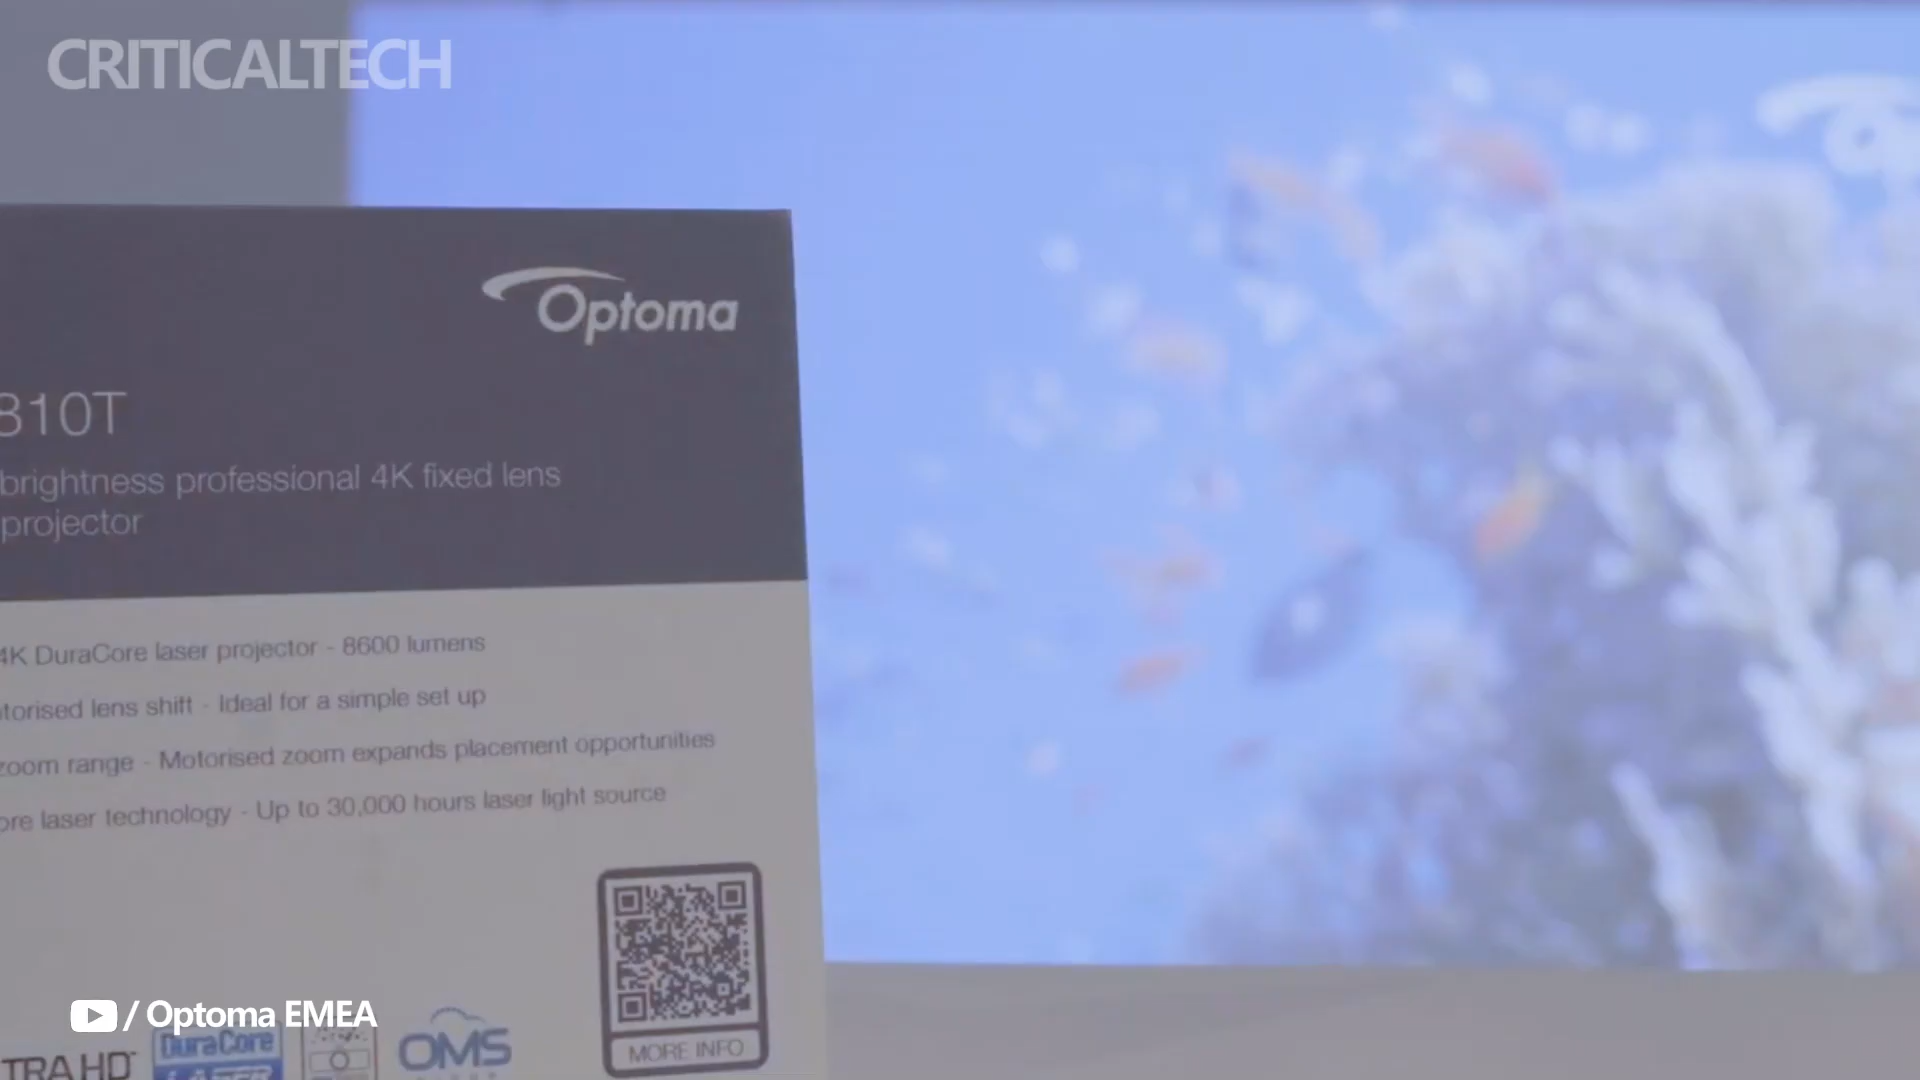 CRITICALTECH
Optoma
810T
brightness professional 4K fixed lens
projector
4K DuraCore laser projector - 8600 lumens
torised lens shift - Ideal for a simple set up
zoom range - Motorised zoom expands placement opportunities
ore laser technology - Up to 30,000 hours laser light source
MORE INFO
/ Optoma EMEA
TRA HD
DuraCore
LASER
OMS